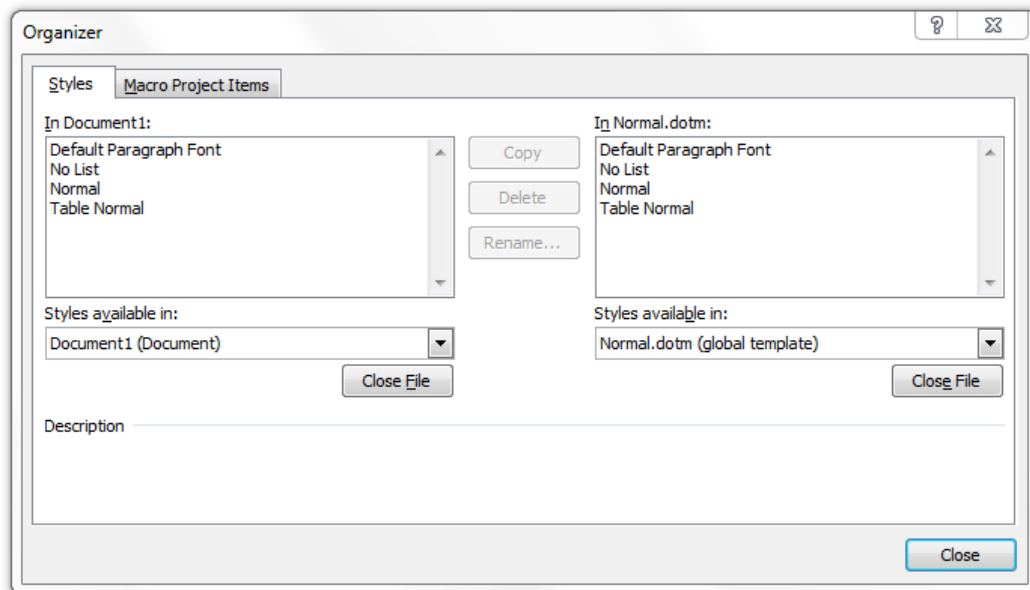 Organizer
Styles
Macro Project Items
In Document1:
Default Paragraph Font
No List
Normal
Table Normal
Copy
Delete
Rename...
In Normal.dotm:
Default Paragraph Font
No List
Normal
Table Normal
Styles available in:
Document1 (Document)
Close File
Styles available in:
Normal.dotm (global template)
Close File
Description
Close